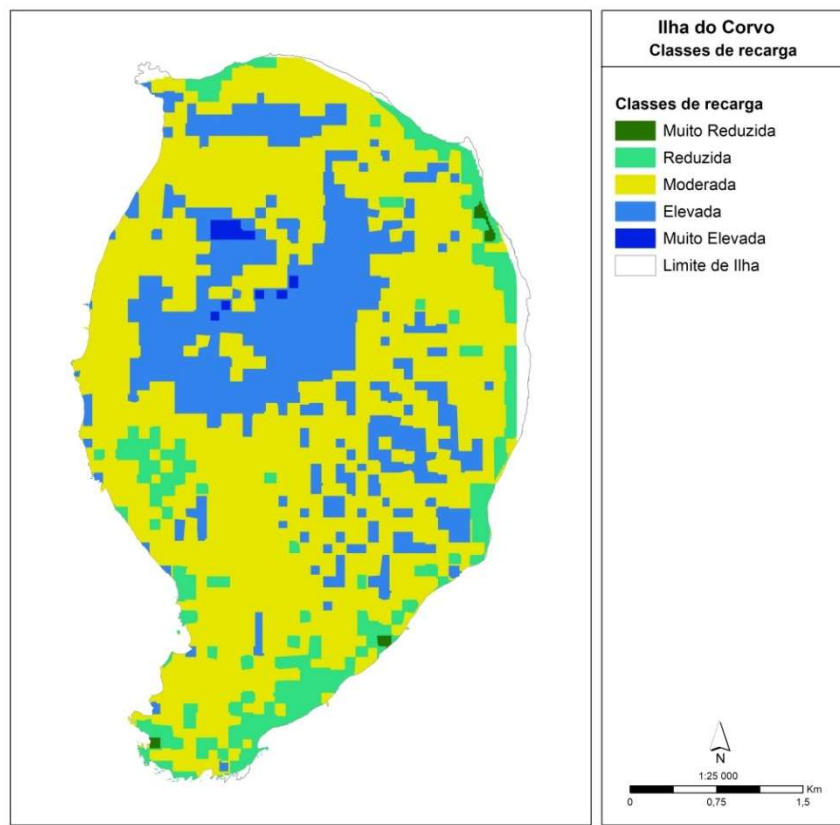 Ilha do Corvo
Classes de recarga
Classes de recarga
Muito Reduzida
Reduzida
Moderada
Elevada
Muito Elevada
Limite de Ilha
N
1:25 000
Km
0 0,75 1,5